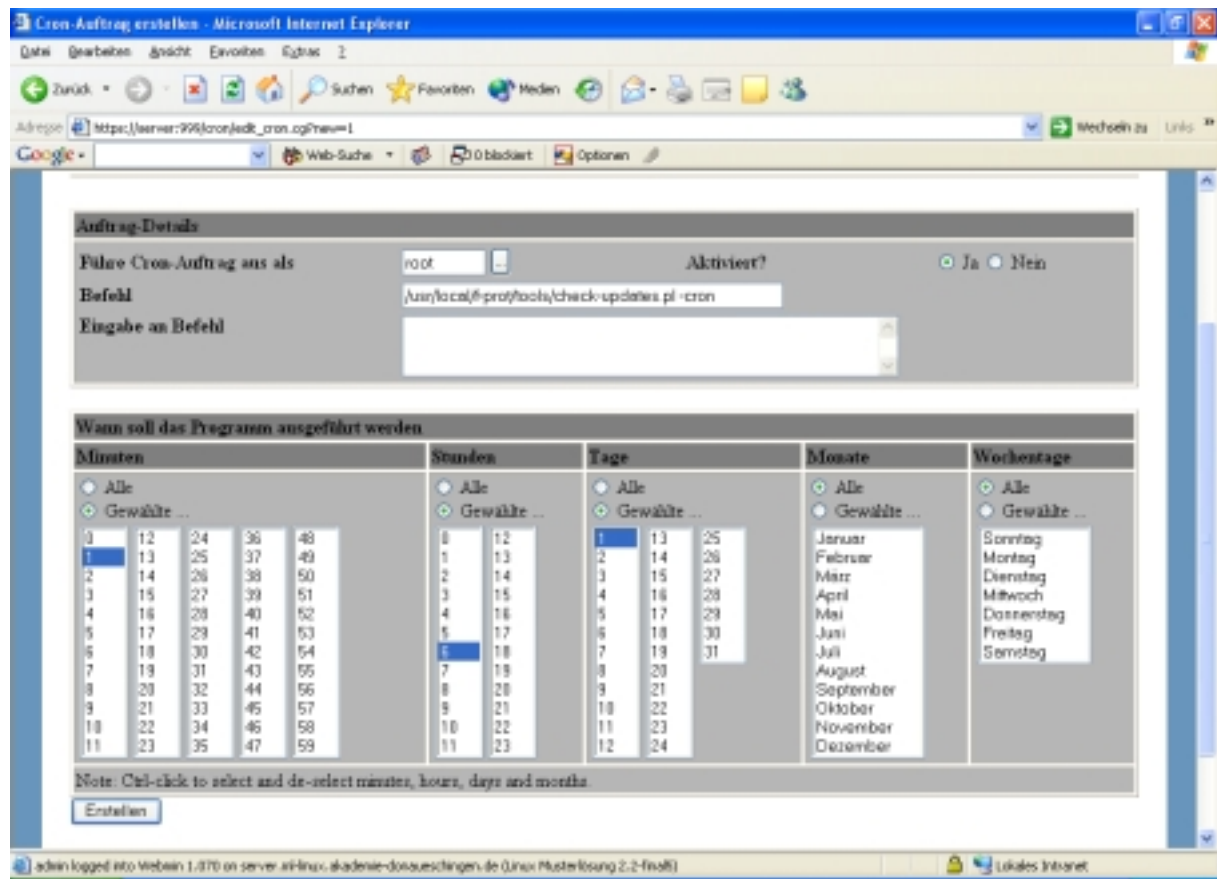 Cron-Auftrag erstellen - Microsoft Internet Explorer
Datei Bearbeiten Ansicht Favoriten Extras ?
Zurück Suchen Favoriten Medien
Adresse https://server:996/cron/edit_cron.cgi?new=1 Wechseln zu Links »
Google Web-Suche 0 blockiert Optionen
Auftrag-Details
Führe Cron-Auftrag aus als root ... Aktiviert? Ja Nein
Befehl /usr/local/f-prot/tools/check-updates.pl -cron
Eingabe an Befehl
Wann soll das Programm ausgeführt werden
Minuten Stunden Tage Monate Wochentage
Alle Alle Alle Alle Alle
Gewählte ... Gewählte ... Gewählte ... Gewählte ... Gewählte ...
0 12 24 36 48 0 12 1 13 25 Januar Sonntag
1 13 25 37 49 1 13 2 14 26 Februar Montag
2 14 26 38 50 2 14 3 15 27 März Dienstag
3 15 27 39 51 3 15 4 16 28 April Mittwoch
4 16 28 40 52 4 16 5 17 29 Mai Donnerstag
5 17 29 41 53 5 17 6 18 30 Juni Freitag
6 18 30 42 54 6 18 7 19 31 Juli Samstag
7 19 31 43 55 7 19 8 20 August
8 20 32 44 56 8 20 9 21 September
9 21 33 45 57 9 21 10 22 Oktober
10 22 34 46 58 10 22 11 23 November
11 23 35 47 59 11 23 12 24 Dezember
Note: Ctrl-click to select and de-select minutes, hours, days and months.
Erstellen
admin logged into Webmin 1.070 on server.ml-linux.akademie-donaueschingen.de (Linux Musterlösung 2.2-final6) Lokales Intranet